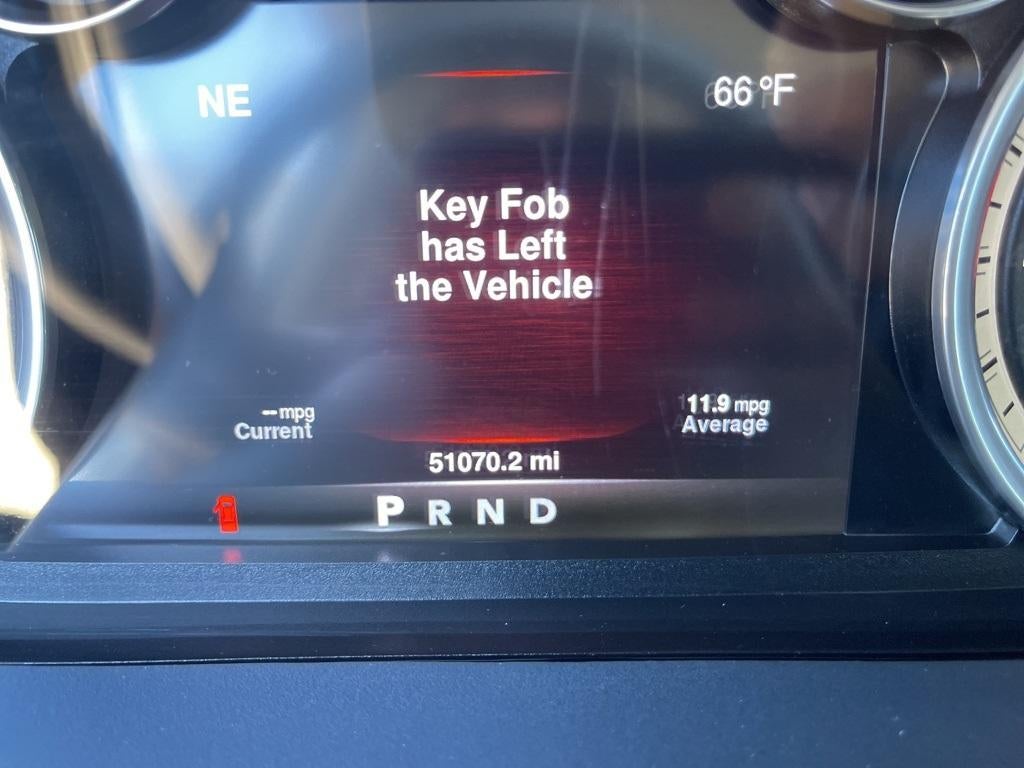 NE
66 °F
Key Fob
has Left
the Vehicle
--mpg
Current
11.9 mpg
Average
51070.2 mi
P R N D